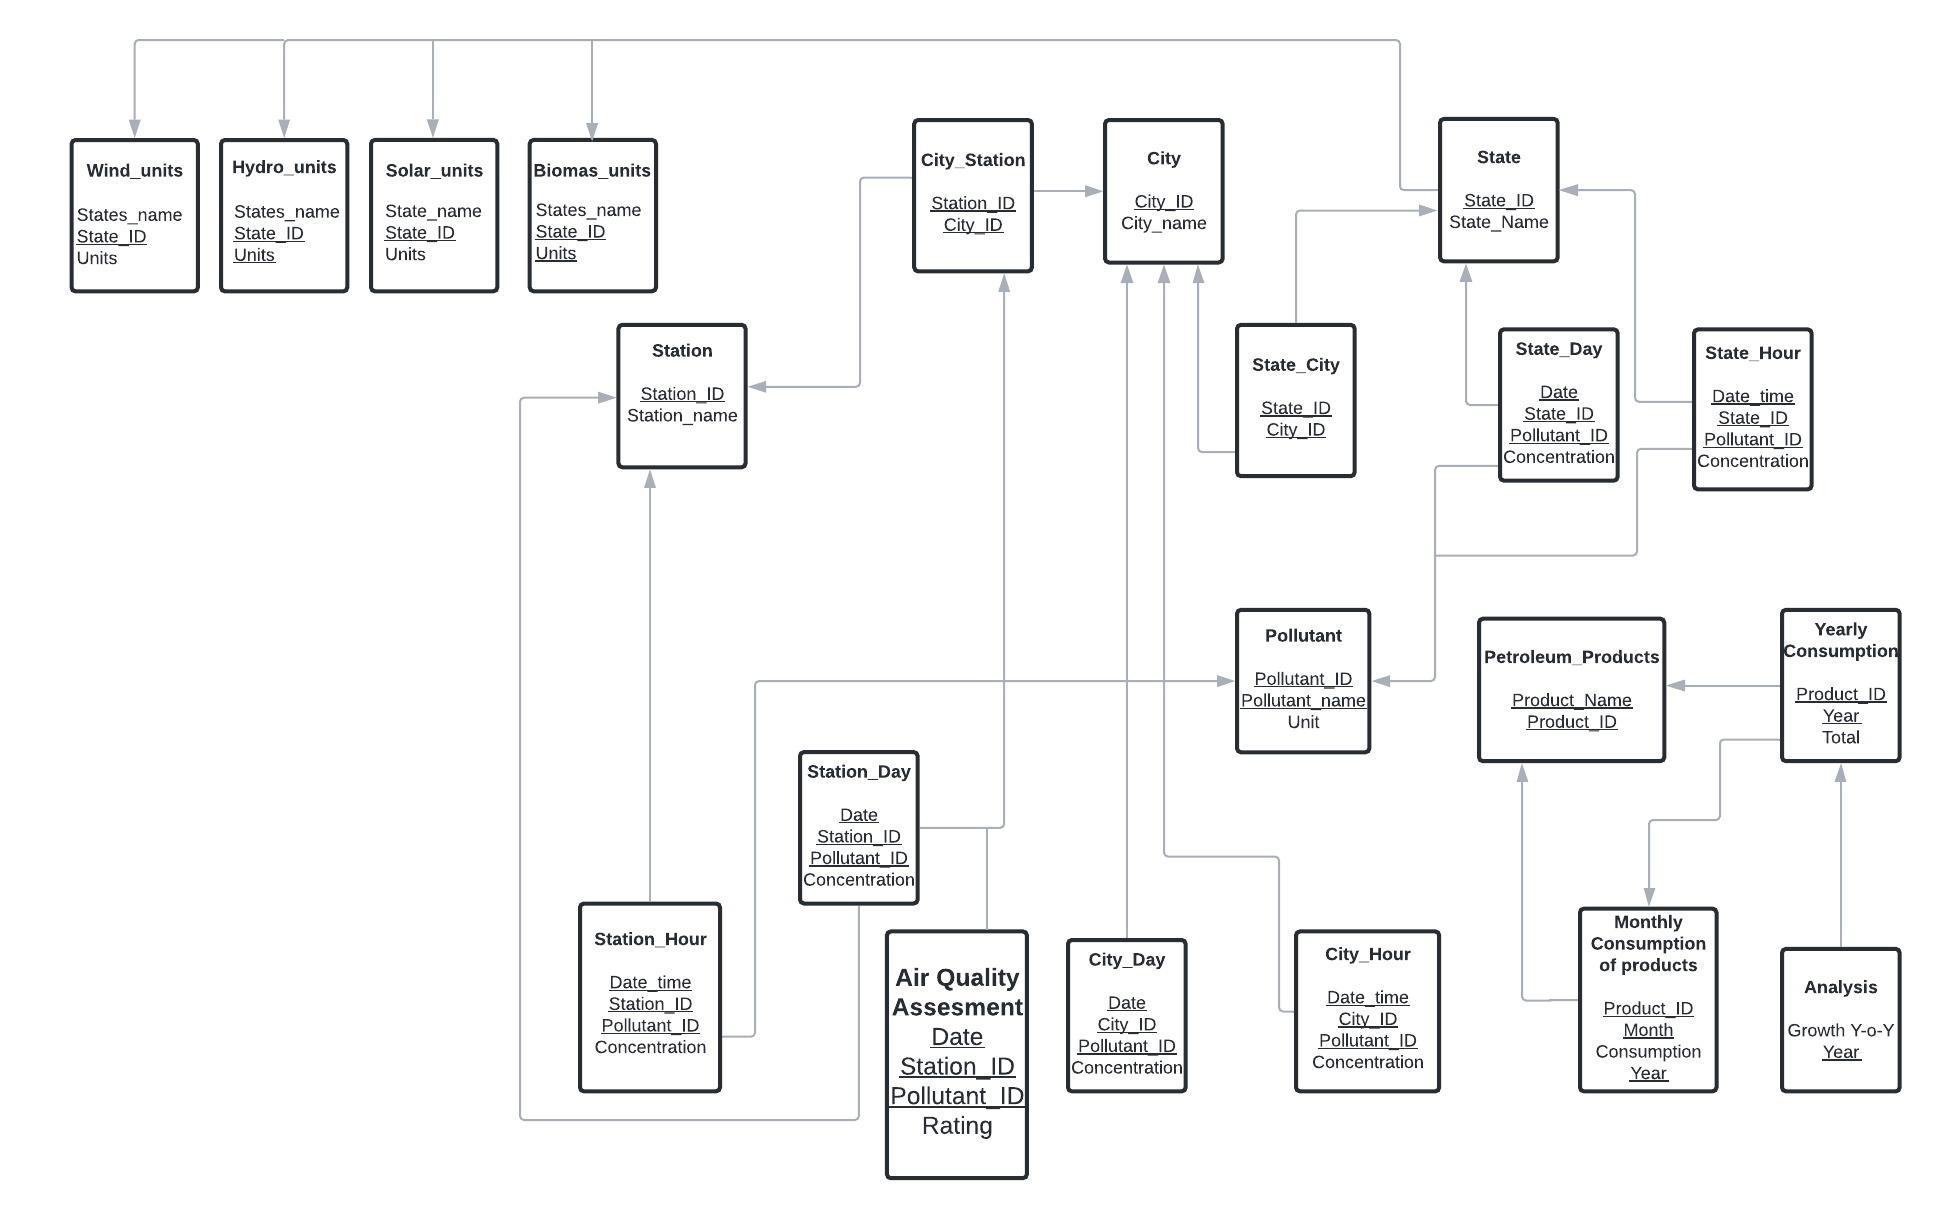 Wind_units
States_name
State_ID
Units
Hydro_units
States_name
State_ID
Units
Solar_units
State_name
State_ID
Units
Biomas_units
States_name
State_ID
Units
City_Station
Station_ID
City_ID
City
City_ID
City_name
State
State_ID
State_Name
Station
Station_ID
Station_name
State_City
State_ID
City_ID
State_Day
Date
State_ID
Pollutant_ID
Concentration
State_Hour
Date_time
State_ID
Pollutant_ID
Concentration
Pollutant
Pollutant_ID
Pollutant_name
Unit
Petroleum_Products
Product_Name
Product_ID
Yearly
Consumption
Product_ID
Year
Total
Station_Day
Date
Station_ID
Pollutant_ID
Concentration
Station_Hour
Date_time
Station_ID
Pollutant_ID
Concentration
Air Quality
Assesment
Date
Station_ID
Pollutant_ID
Rating
City_Day
Date
City_ID
Pollutant_ID
Concentration
City_Hour
Date_time
City_ID
Pollutant_ID
Concentration
Monthly
Consumption
of products
Product_ID
Month
Consumption
Year
Analysis
Growth Y-o-Y
Year